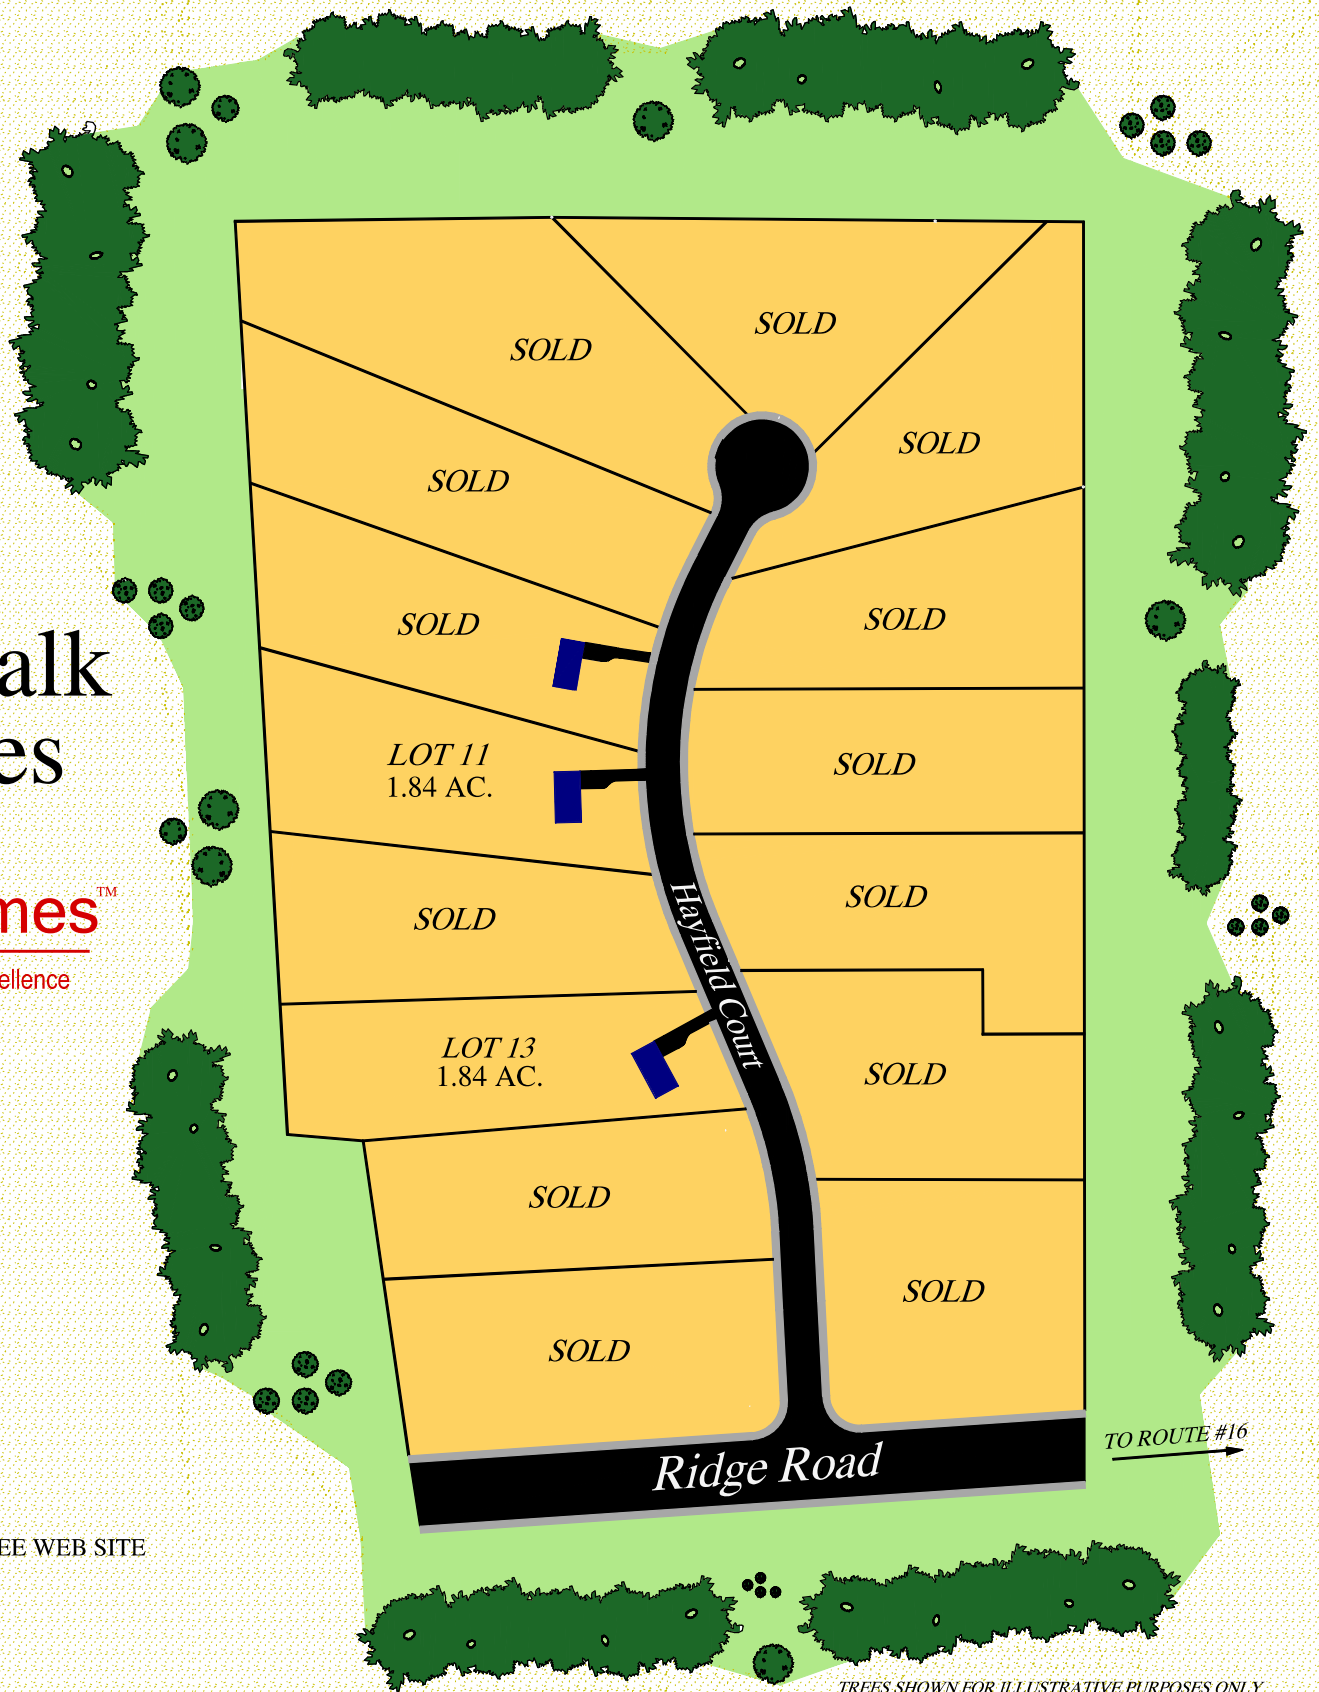 SOLD
SOLD
SOLD
SOLD
SOLD
SOLD
alk
es
LOT 11
1.84 AC.
SOLD
mes™
SOLD
SOLD
ellence
Hayfield Court
LOT 13
1.84 AC.
SOLD
SOLD
SOLD
SOLD
TO ROUTE #16
Ridge Road
EE WEB SITE
TREES SHOWN FOR ILLUSTRATIVE PURPOSES ONLY